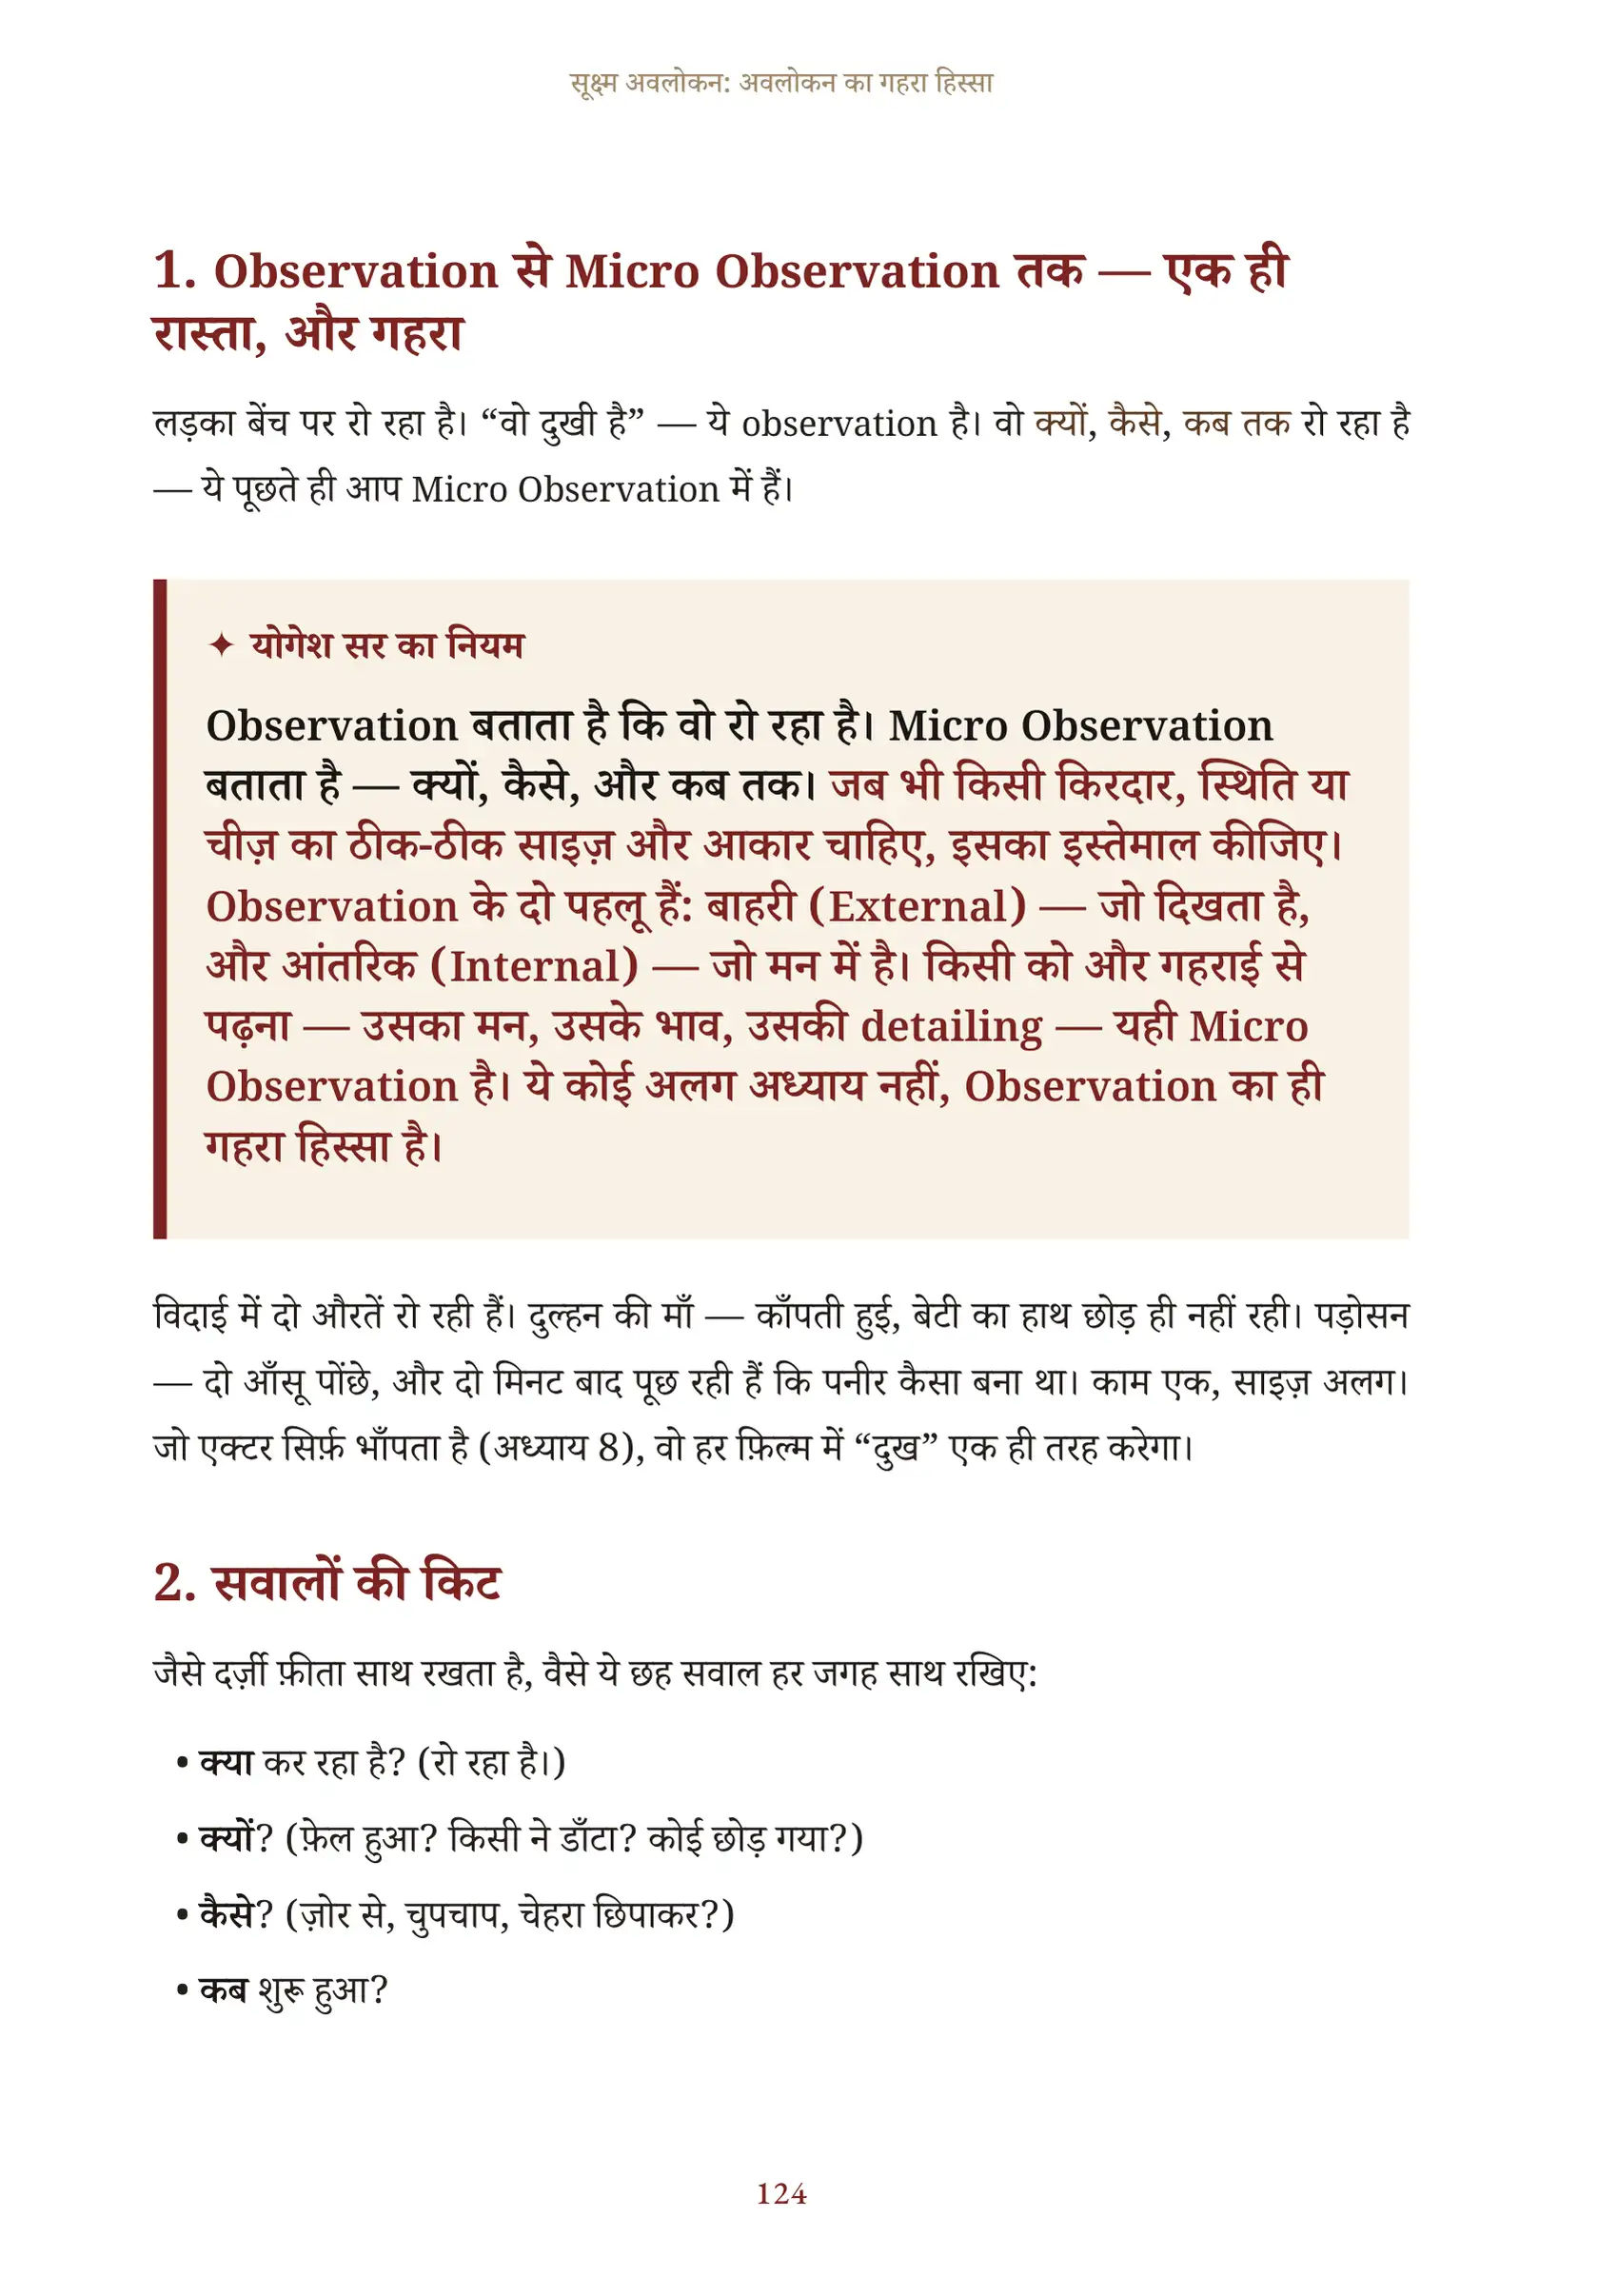 सूक्ष्म अवलोकन: अवलोकन का गहरा हिस्सा
1. Observation से Micro Observation तक — एक ही
रास्ता, और गहरा
लड़का बेंच पर रो रहा है। “वो दुखी है” — ये observation है। वो क्यों, कैसे, कब तक रो रहा है
— ये पूछते ही आप Micro Observation में हैं।
✦ योगेश सर का नियम
Observation बताता है कि वो रो रहा है। Micro Observation
बताता है — क्यों, कैसे, और कब तक। जब भी किसी किरदार, स्थिति या
चीज़ का ठीक-ठीक साइज़ और आकार चाहिए, इसका इस्तेमाल कीजिए।
Observation के दो पहलू हैं: बाहरी (External) — जो दिखता है,
और आंतरिक (Internal) — जो मन में है। किसी को और गहराई से
पढ़ना — उसका मन, उसके भाव, उसकी detailing — यही Micro
Observation है। ये कोई अलग अध्याय नहीं, Observation का ही
गहरा हिस्सा है।
विदाई में दो औरतें रो रही हैं। दुल्हन की माँ — काँपती हुई, बेटी का हाथ छोड़ ही नहीं रही। पड़ोसन
— दो आँसू पोंछे, और दो मिनट बाद पूछ रही हैं कि पनीर कैसा बना था। काम एक, साइज़ अलग।
जो एक्टर सिर्फ़ भाँपता है (अध्याय 8), वो हर फ़िल्म में “दुख” एक ही तरह करेगा।
2. सवालों की किट
जैसे दर्ज़ी फ़ीता साथ रखता है, वैसे ये छह सवाल हर जगह साथ रखिए:
• क्या कर रहा है? (रो रहा है।)
• क्यों? (फ़ेल हुआ? किसी ने डाँटा? कोई छोड़ गया?)
• कैसे? (ज़ोर से, चुपचाप, चेहरा छिपाकर?)
• कब शुरू हुआ?
124